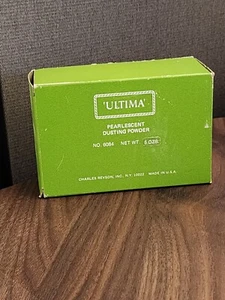 'ULTIMA'
PEARLESCENT
DUSTING POWDER
NO. 6064 NET WT. 5 OZS
CHARLES REVSON, INC., N.Y. 10022 MADE IN U.S.A.